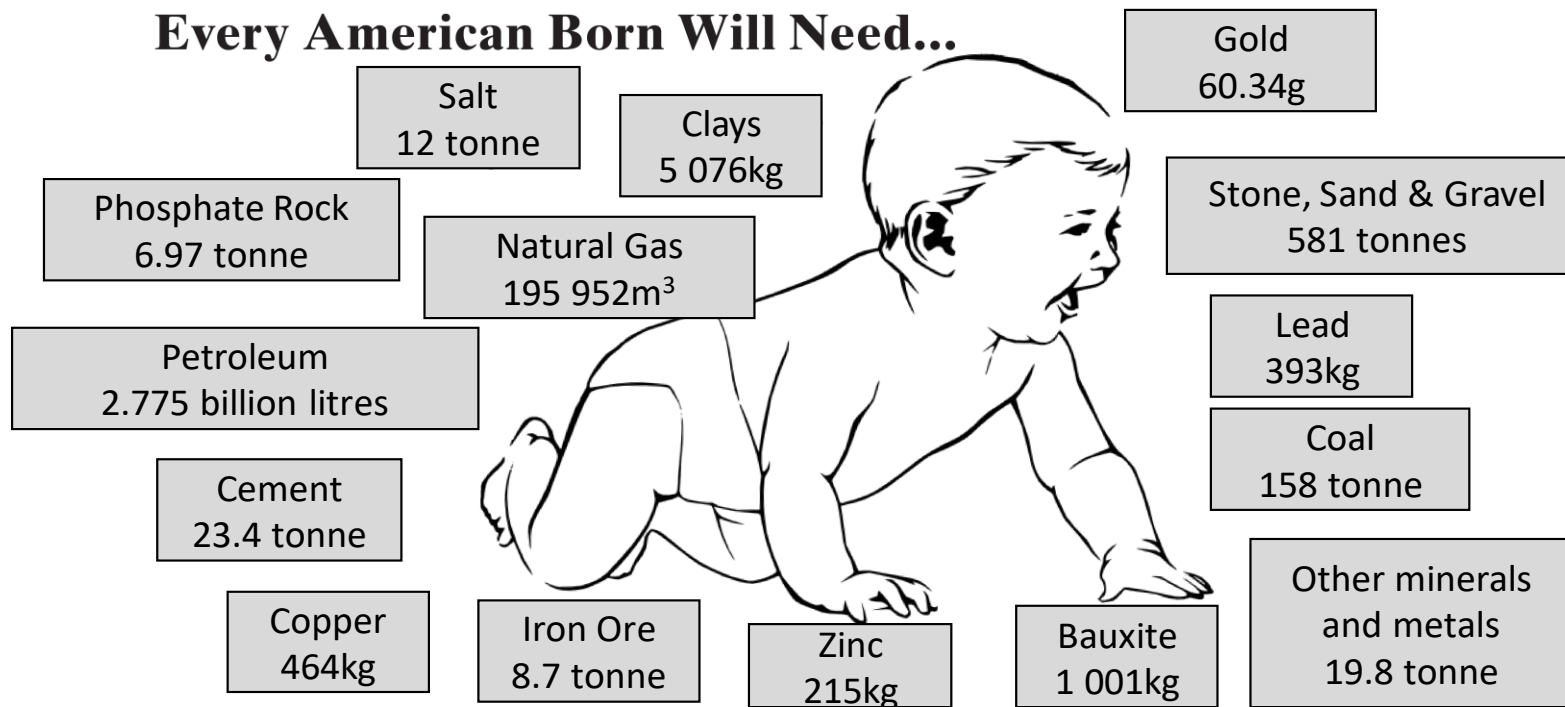 Every American Born Will Need...
Gold
60.34g
Salt
12 tonne
Clays
5 076kg
Stone, Sand & Gravel
581 tonnes
Phosphate Rock
6.97 tonne
Natural Gas
195 952m³
Lead
393kg
Petroleum
2.775 billion litres
Coal
158 tonne
Cement
23.4 tonne
Other minerals
and metals
19.8 tonne
Copper
464kg
Iron Ore
8.7 tonne
Zinc
215kg
Bauxite
1 001kg